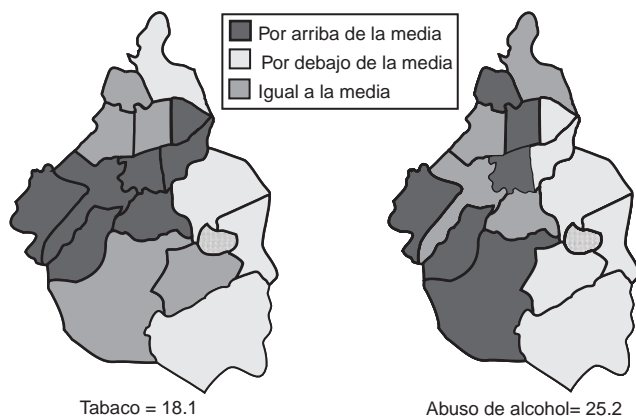 Por arriba de la media
Por debajo de la media
Igual a la media
Tabaco = 18.1
Abuso de alcohol= 25.2